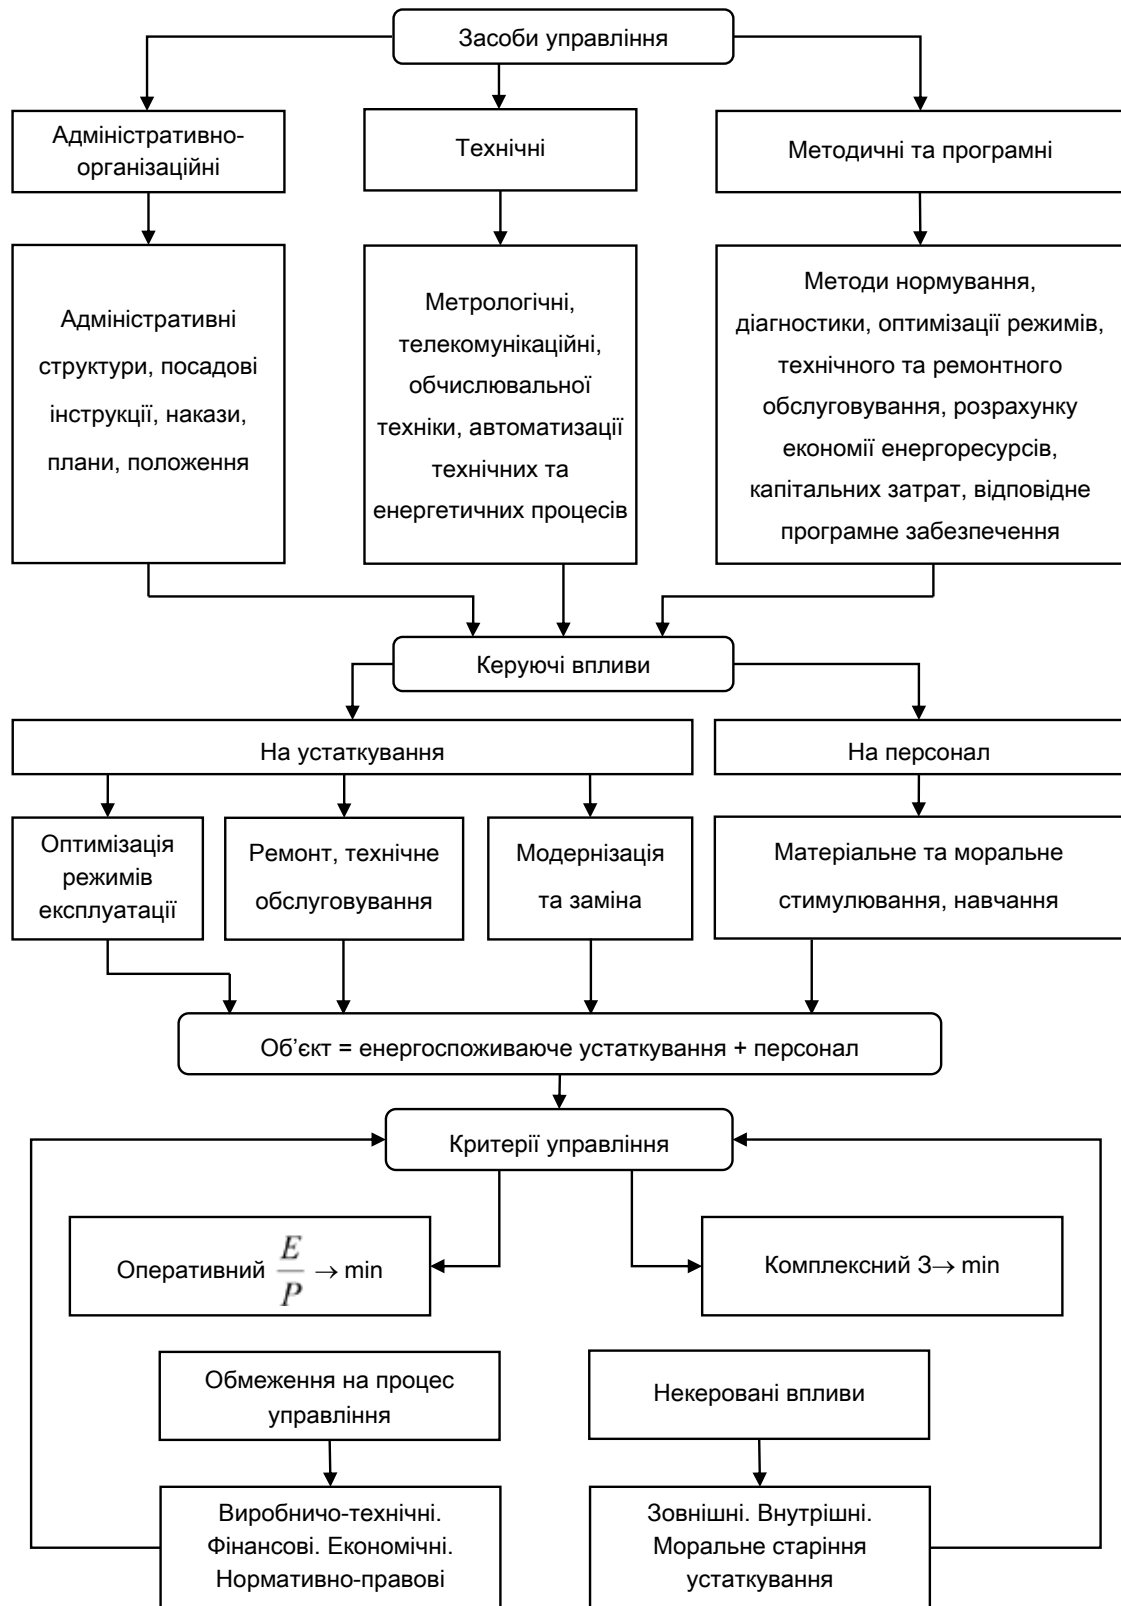 Засоби управління
Адміністративно-
організаційні
Технічні
Методичні та програмні
Адміністративні
структури, посадові
інструкції, накази,
плани, положення
Метрологічні,
телекомунікаційні,
обчислювальної
техніки, автоматизації
технічних та
енергетичних процесів
Методи нормування,
діагностики, оптимізації режимів,
технічного та ремонтного
обслуговування, розрахунку
економії енергоресурсів,
капітальних затрат, відповідне
програмне забезпечення
Керуючі впливи
На устаткування
На персонал
Оптимізація
режимів
експлуатації
Ремонт, технічне
обслуговування
Модернізація
та заміна
Матеріальне та моральне
стимулювання, навчання
Об’єкт = енергоспоживаюче устаткування + персонал
Критерії управління
Оперативний E/P → min
Комплексний З→ min
Обмеження на процес
управління
Некеровані впливи
Виробничо-технічні.
Фінансові. Економічні.
Нормативно-правові
Зовнішні. Внутрішні.
Моральне старіння
устаткування